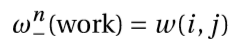 ω₋ⁿ(work) = w(i, j)